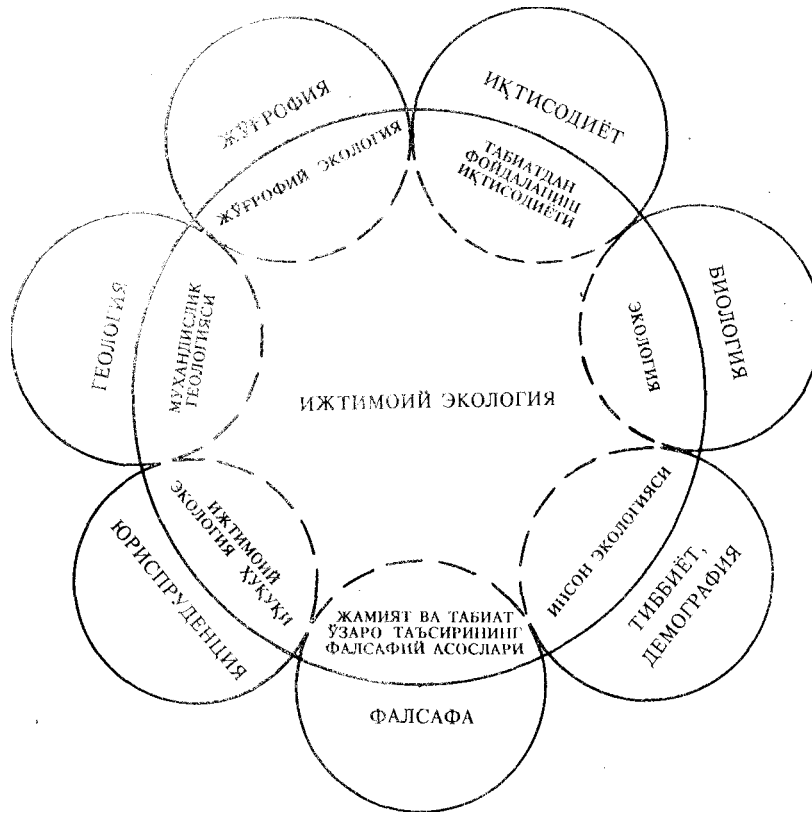 ЖЎҒРОФИЯ
ЖЎҒРОФИЙ ЭКОЛОГИЯ
ИҚТИСОДИЁТ
ТАБИАТДАН
ФОЙДАЛАНИШ
ИҚТИСОДИЁТИ
БИОЛОГИЯ
ЭКОЛОГИЯ
ГЕОЛОГИЯ
МУХАНДИСЛИК
ГЕОЛОГИЯСИ
ИЖТИМОИЙ ЭКОЛОГИЯ
ИНСОН ЭКОЛОГИЯСИ
ТИББИЁТ,
ДЕМОГРАФИЯ
ИЖТИМОИЙ
ЭКОЛОГИЯ ҲУҚУҚИ
ЮРИСПРУДЕНЦИЯ
ЖАМИЯТ ВА ТАБИАТ
ЎЗАРО ТАЪСИРИНИНГ
ФАЛСАФИЙ АСОСЛАРИ
ФАЛСАФА